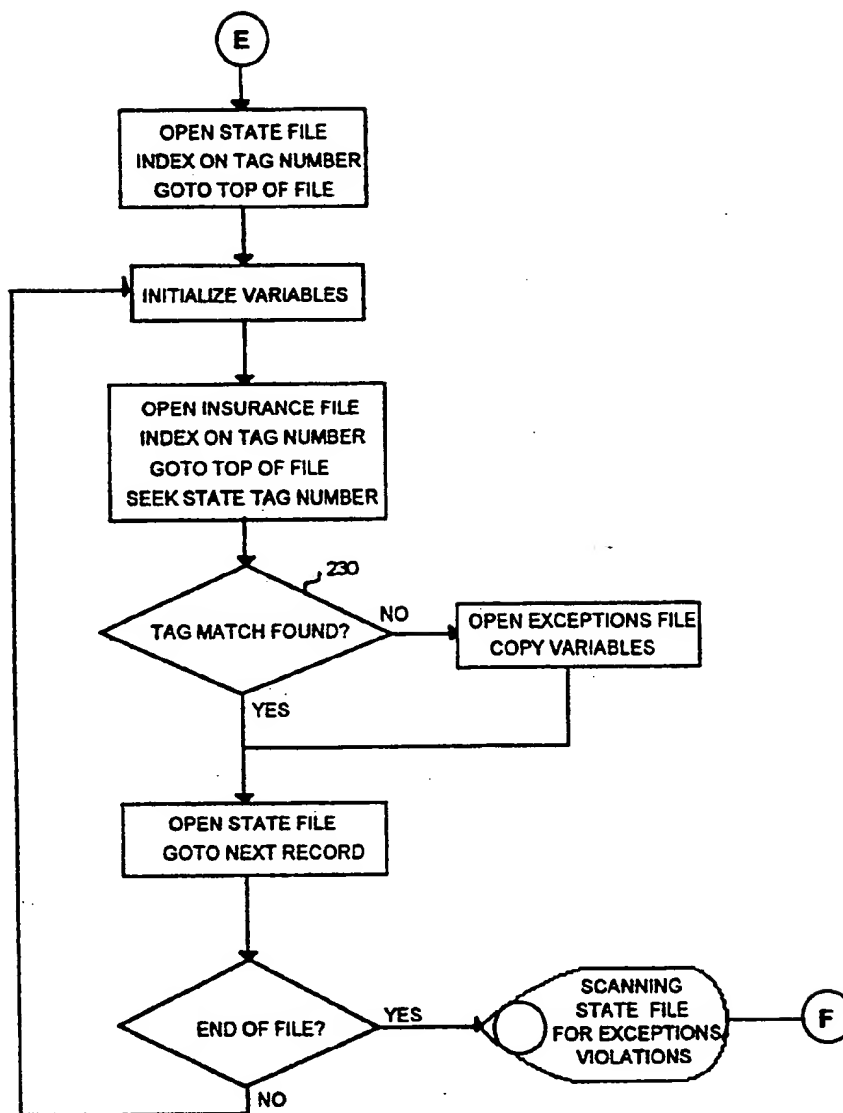 E
OPEN STATE FILE
INDEX ON TAG NUMBER
GOTO TOP OF FILE
INITIALIZE VARIABLES
OPEN INSURANCE FILE
INDEX ON TAG NUMBER
GOTO TOP OF FILE
SEEK STATE TAG NUMBER
230
TAG MATCH FOUND?
NO
OPEN EXCEPTIONS FILE
COPY VARIABLES
YES
OPEN STATE FILE
GOTO NEXT RECORD
END OF FILE?
YES
SCANNING
STATE FILE
FOR EXCEPTIONS
VIOLATIONS
F
NO